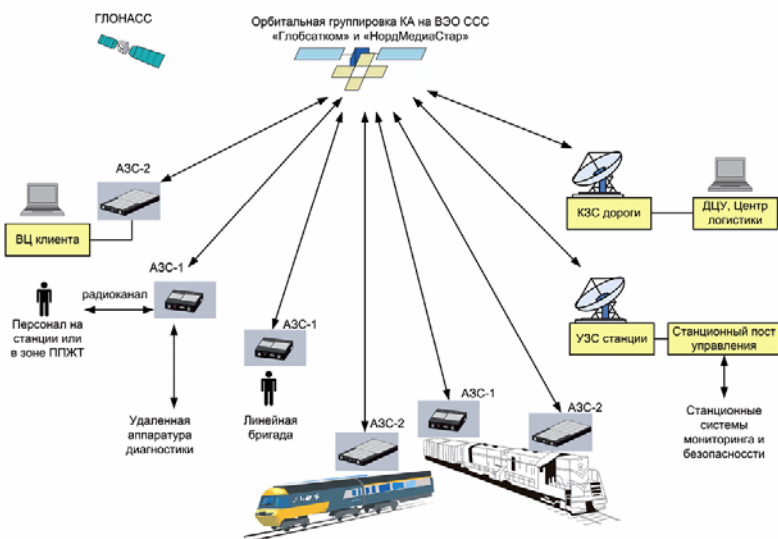 ГЛОНАСС
Орбитальная группировка КА на ВЭО ССС
«Глобсатком» и «НордМедиаСтар»
АЗС-2
ВЦ клиента
КЗС дороги
ДЦУ, Центр
логистики
АЗС-1
радиоканал
Персонал на
станции или
в зоне ППЖТ
АЗС-1
УЗС станции
Станционный пост
управления
Удаленная
аппаратура
диагностики
Линейная
бригада
АЗС-2
АЗС-1
АЗС-2
Станционные
системы
мониторинга и
безопасности